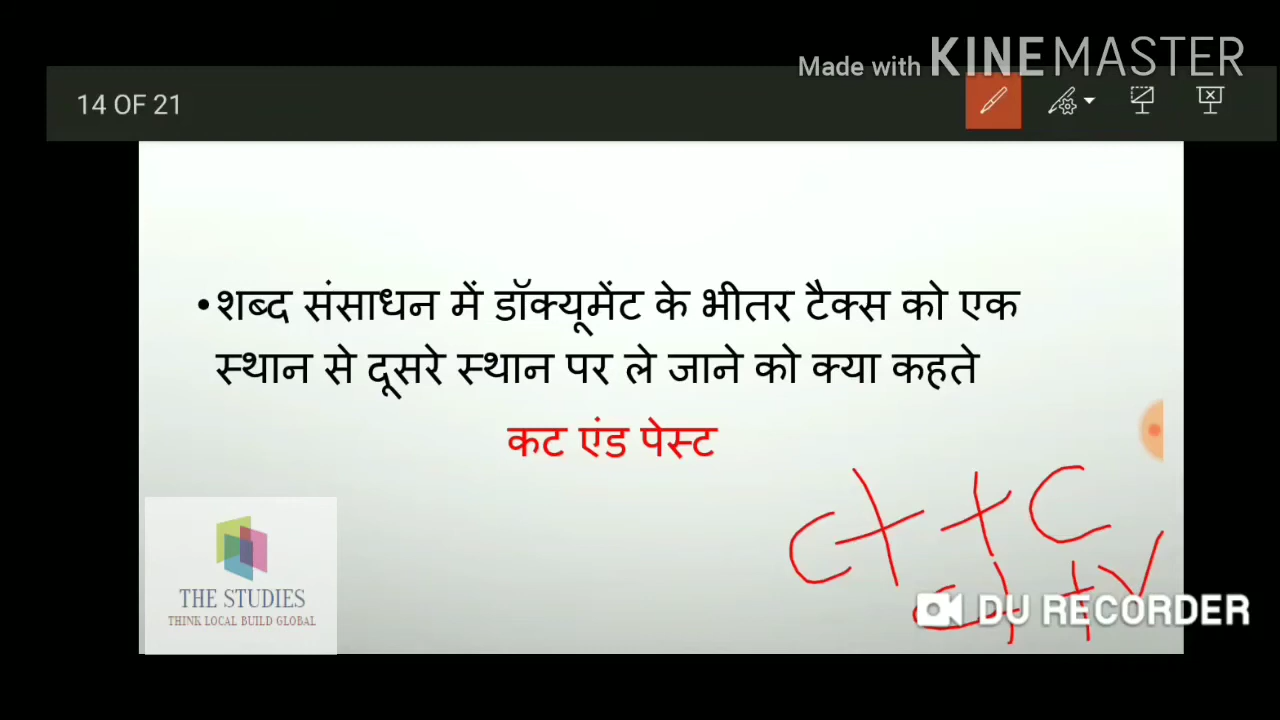 Made with KINEMASTER
14 OF 21
•शब्द संसाधन में डॉक्यूमेंट के भीतर टैक्स को एक
स्थान से दूसरे स्थान पर ले जाने को क्या कहते
कट एंड पेस्ट
Ct + C
+ V
DU RECORDER
THE STUDIES
THINK LOCAL BUILD GLOBAL